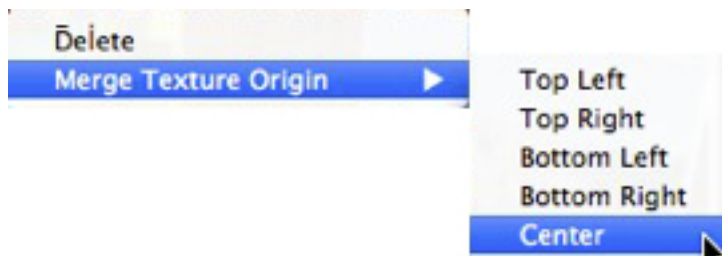 Delete
Merge Texture Origin
Top Left
Top Right
Bottom Left
Bottom Right
Center